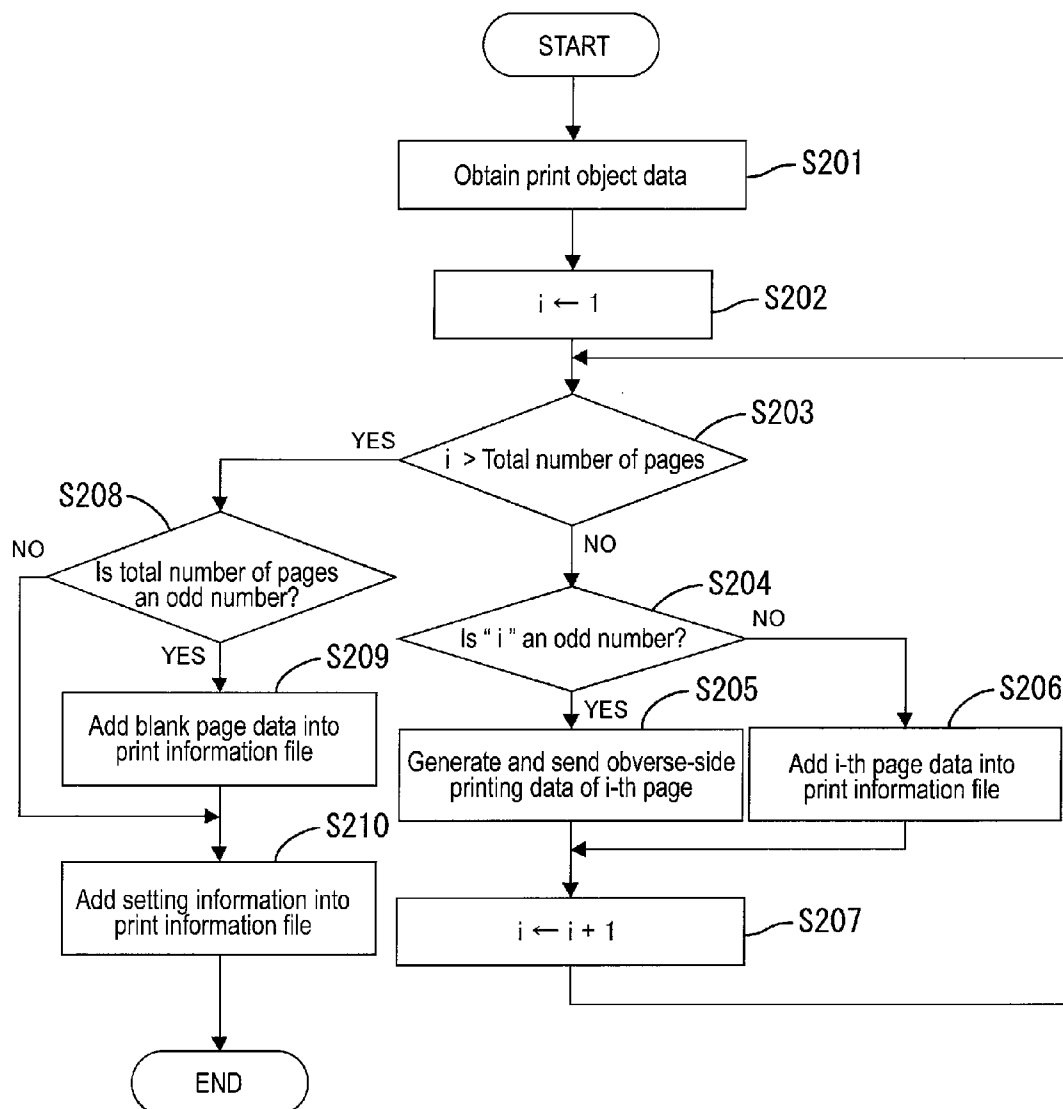 START
Obtain print object data
S201
i ← 1
S202
S203
i > Total number of pages
YES
NO
S208
Is total number of pages
an odd number?
NO
YES
S204
Is " i " an odd number?
NO
YES
S209
Add blank page data into
print information file
S205
Generate and send obverse-side
printing data of i-th page
S206
Add i-th page data into
print information file
S210
Add setting information into
print information file
S207
i ← i + 1
END